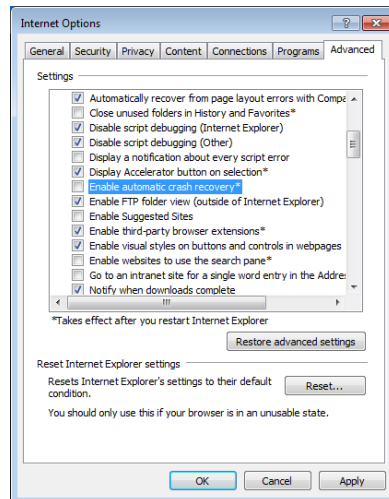 Internet Options
General Security Privacy Content Connections Programs Advanced
Settings
Automatically recover from page layout errors with Compa
Close unused folders in History and Favorites*
Disable script debugging (Internet Explorer)
Disable script debugging (Other)
Display a notification about every script error
Display Accelerator button on selection*
Enable automatic crash recovery*
Enable FTP folder view (outside of Internet Explorer)
Enable Suggested Sites
Enable third-party browser extensions*
Enable visual styles on buttons and controls in webpages
Enable websites to use the search pane*
Go to an intranet site for a single word entry in the Addre
Notify when downloads complete
*Takes effect after you restart Internet Explorer
Restore advanced settings
Reset Internet Explorer settings
Resets Internet Explorer's settings to their default
condition.
Reset...
You should only use this if your browser is in an unusable state.
OK Cancel Apply